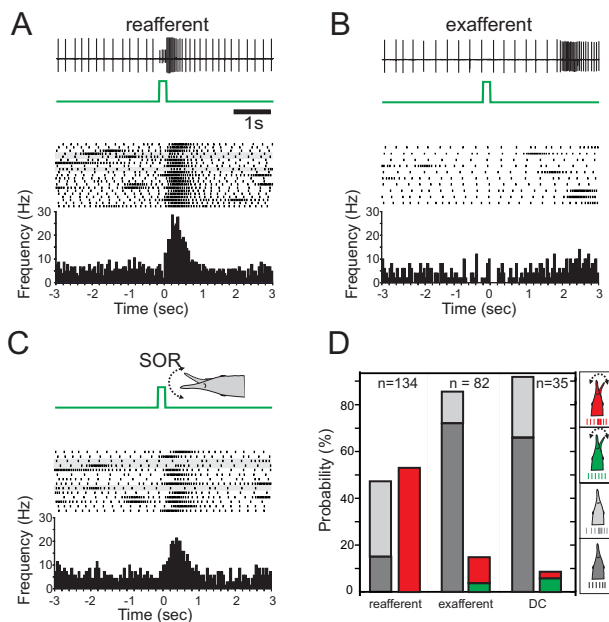 A
reafferent
1s
Frequency (Hz)
30
20
10
0
-3 -2 -1 0 1 2 3
Time (sec)
B
exafferent
Frequency (Hz)
30
20
10
0
-3 -2 -1 0 1 2 3
Time (sec)
C
SOR
Frequency (Hz)
30
20
10
0
-3 -2 -1 0 1 2 3
Time (sec)
D
n=134 n = 82 n=35
Probability (%)
80
60
40
20
0
reafferent exafferent DC